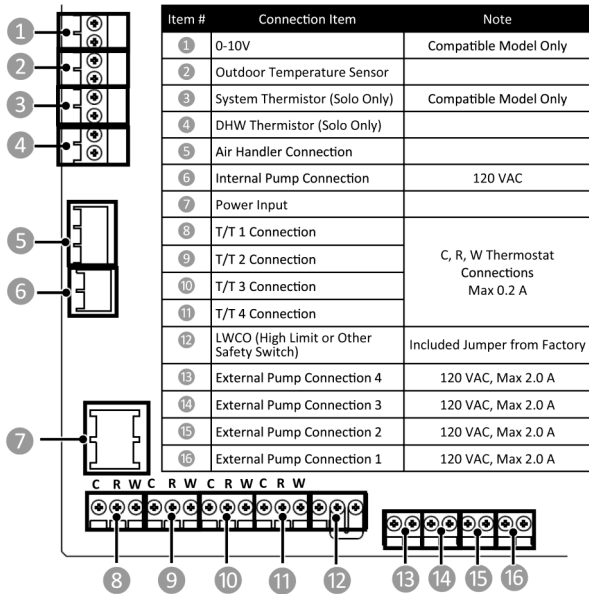 Item # Connection Item Note
1 0-10V Compatible Model Only
2 Outdoor Temperature Sensor
3 System Thermistor (Solo Only) Compatible Model Only
4 DHW Thermistor (Solo Only)
5 Air Handler Connection
6 Internal Pump Connection 120 VAC
7 Power Input
8 T/T 1 Connection
9 T/T 2 Connection
10 T/T 3 Connection
11 T/T 4 Connection
C, R, W Thermostat
Connections
Max 0.2 A
12 LWCO (High Limit or Other
Safety Switch) Included Jumper from Factory
13 External Pump Connection 4 120 VAC, Max 2.0 A
14 External Pump Connection 3 120 VAC, Max 2.0 A
15 External Pump Connection 2 120 VAC, Max 2.0 A
16 External Pump Connection 1 120 VAC, Max 2.0 A
1
2
3
4
5
6
7
C R W C R W C R W C R W
8 9 10 11 12 13 14 15 16